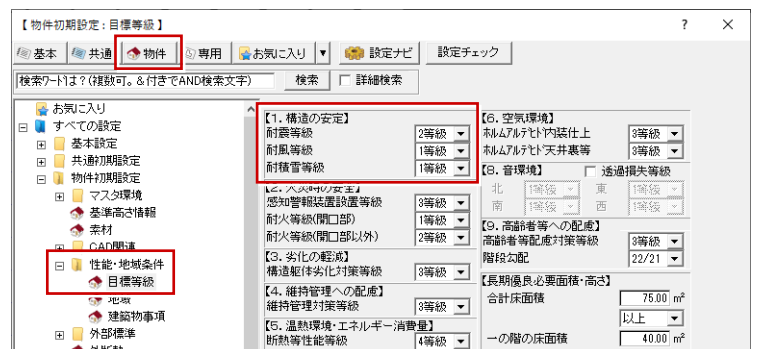 【物件初期設定:目標等級】
基本 共通 物件 専用 お気に入り 設定ナビ 設定チェック
検索ワードは?(複数可。&付きでAND検索文字) 検索 詳細検索
お気に入り
すべての設定
基本設定
共通初期設定
物件初期設定
マスタ環境
基準高さ情報
素材
CAD関連
性能・地域条件
目標等級
地域
建築物事項
外部標準
【1.構造の安定】
耐震等級 2等級
耐風等級 1等級
耐積雪等級 1等級
【2.火災時の安全】
感知警報装置設置等級 3等級
耐火等級(開口部) 1等級
耐火等級(開口部以外) 2等級
【3.劣化の軽減】
構造躯体劣化対策等級 3等級
【4.維持管理への配慮】
維持管理対策等級 3等級
【5.温熱環境・エネルギー消費量】
断熱等性能等級 4等級
【6.空気環境】
ホルムアルデヒド内装仕上 3等級
ホルムアルデヒド天井裏等 3等級
【8.音環境】 透過損失等級
北 1等級 東 1等級
南 1等級 西 1等級
【9.高齢者等への配慮】
高齢者等配慮対策等級 3等級
階段勾配 22/21
【長期優良必要面積・高さ】
合計床面積 75.00 m²
以上
一の階の床面積 40.00 m²